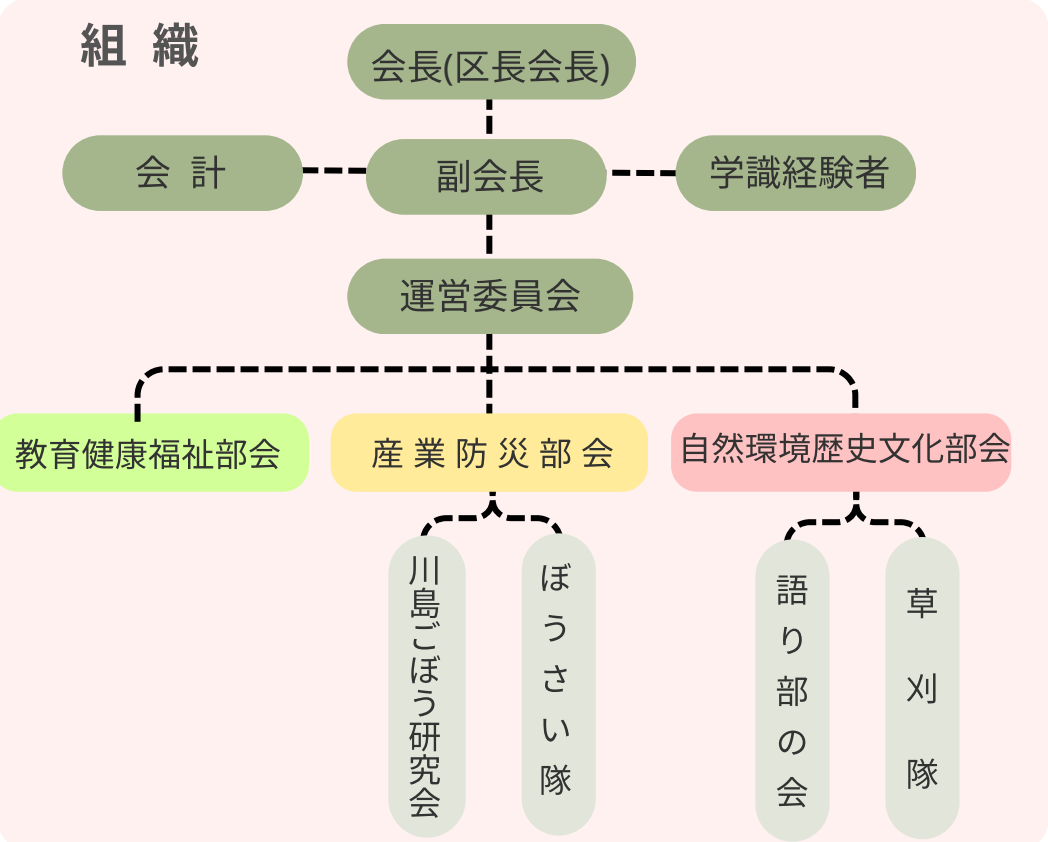 組 織
会長(区長会長)
会 計
副会長
学識経験者
運営委員会
教育健康福祉部会
産業防災部会
自然環境歴史文化部会
川島ごぼう研究会
ぼうさい隊
語り部の会
草刈隊